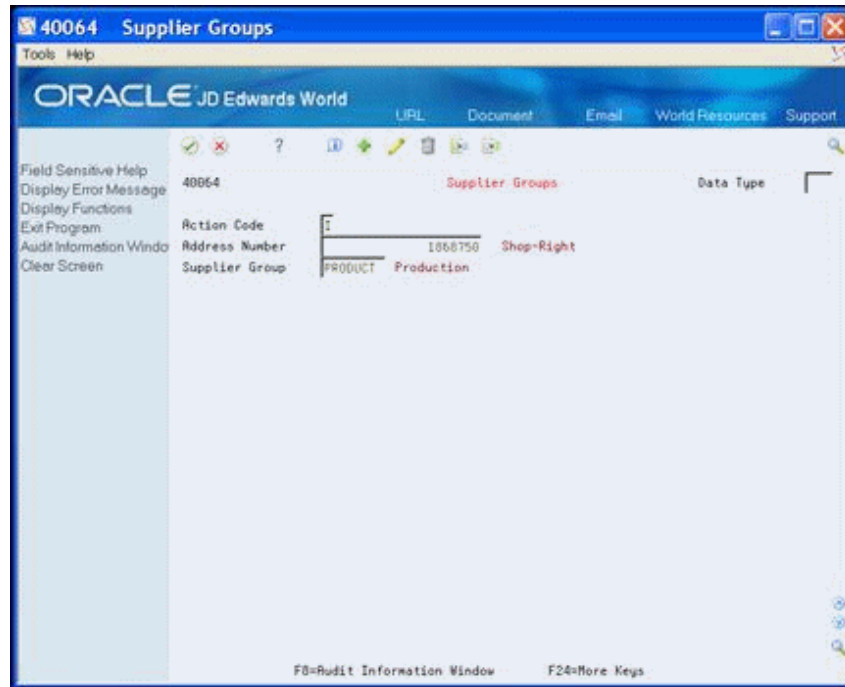 40064 Supplier Groups
Tools Help
ORACLE JD Edwards World
URL Document Email World Resources Support
?
Field Sensitive Help
Display Error Message
Display Functions
Exit Program
Audit Information Windo
Clear Screen
40064 Supplier Groups Data Type
Action Code I
Address Number 1868750 Shop-Right
Supplier Group PRODUCT Production
F8=Audit Information Window F24=More Keys